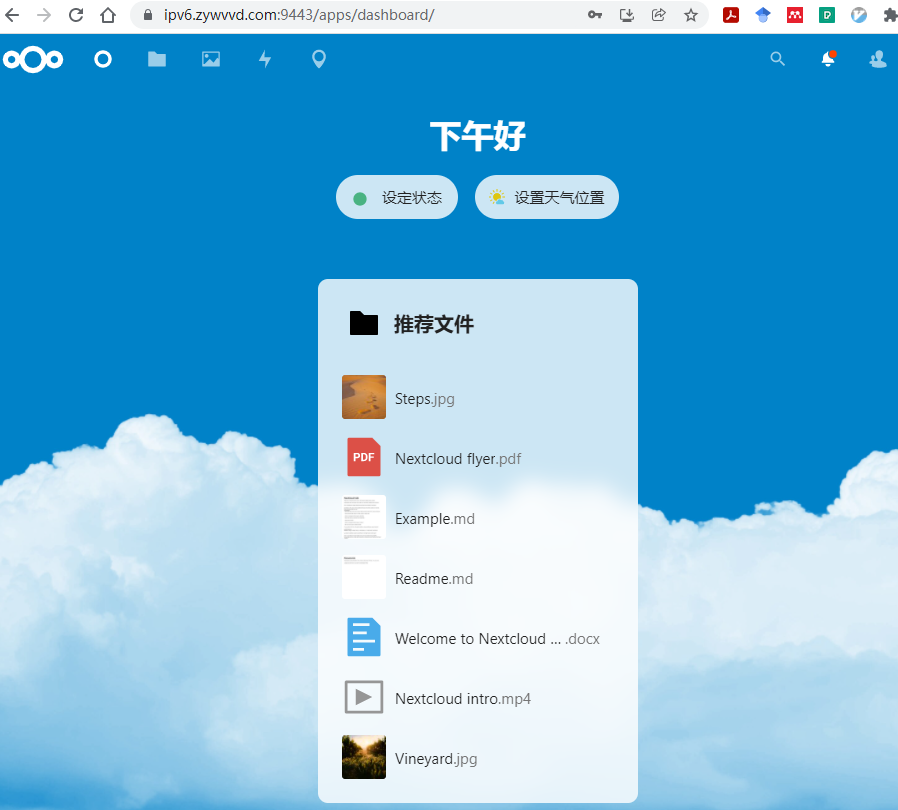 ipv6.zywvvd.com:9443/apps/dashboard/
下午好
设定状态
设置天气位置
推荐文件
Steps.jpg
PDF
Nextcloud flyer.pdf
Example.md
Readme.md
Welcome to Nextcloud ... .docx
Nextcloud intro.mp4
Vineyard.jpg